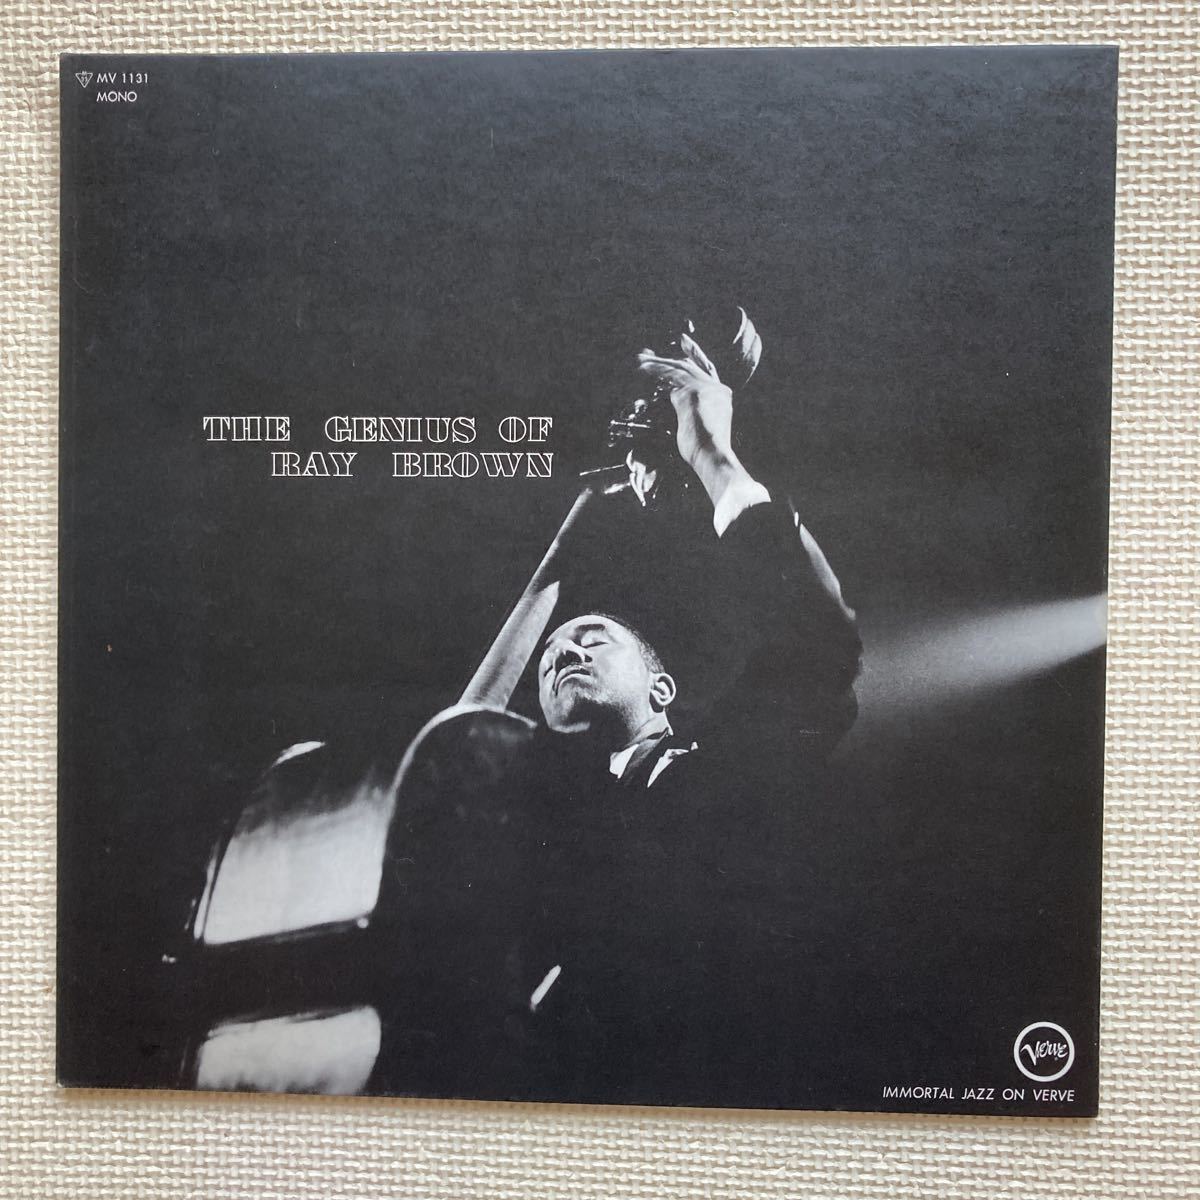 MV 1131
MONO
THE GENIUS OF
RAY BROWN
Verve
IMMORTAL JAZZ ON VERVE